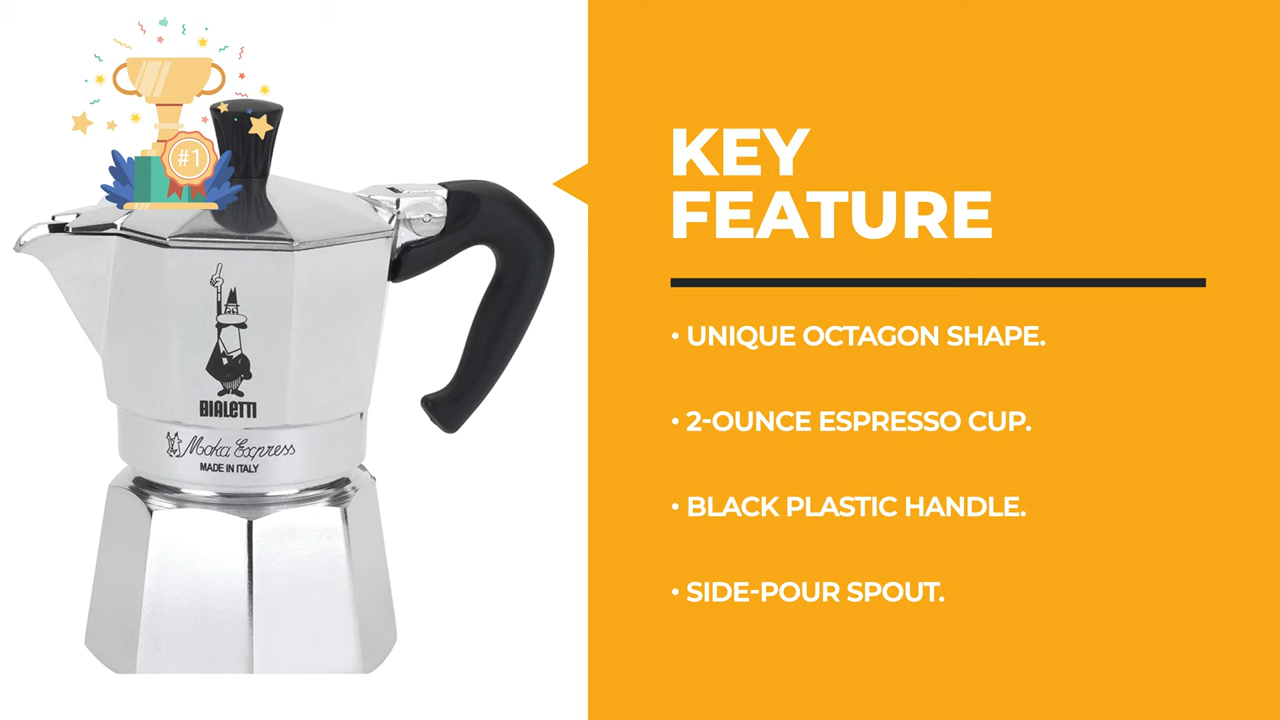 #1
BIALETTI
Moka Express
MADE IN ITALY
KEY
FEATURE
• UNIQUE OCTAGON SHAPE.
• 2-OUNCE ESPRESSO CUP.
• BLACK PLASTIC HANDLE.
• SIDE-POUR SPOUT.